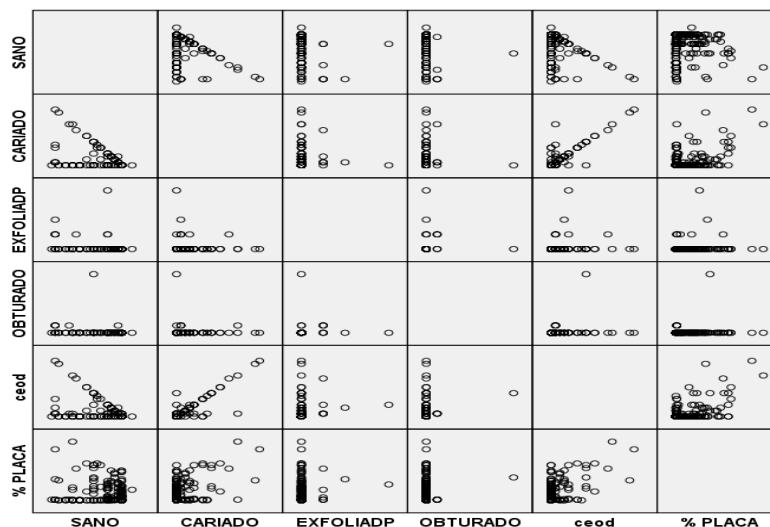 SANO
CARIADO
EXFOLIADP
OBTURADO
ceod
% PLACA
SANO CARIADO EXFOLIADP OBTURADO ceod % PLACA